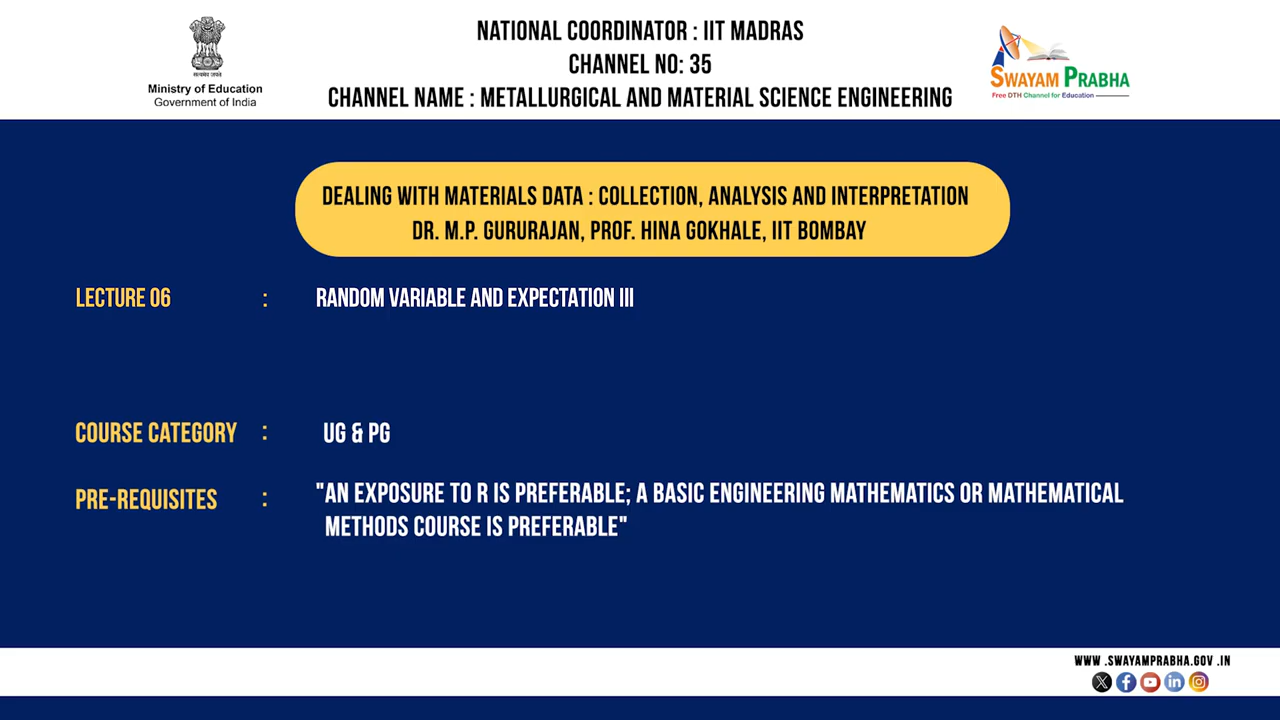 NATIONAL COORDINATOR : IIT MADRAS
CHANNEL NO: 35
CHANNEL NAME : METALLURGICAL AND MATERIAL SCIENCE ENGINEERING
सत्यमेव जयते
Ministry of Education
Government of India
SWAYAM PRABHA
Free DTH Channel for Education
DEALING WITH MATERIALS DATA : COLLECTION, ANALYSIS AND INTERPRETATION
DR. M.P. GURURAJAN, PROF. HINA GOKHALE, IIT BOMBAY
LECTURE 06 : RANDOM VARIABLE AND EXPECTATION III
COURSE CATEGORY : UG & PG
PRE-REQUISITES : "AN EXPOSURE TO R IS PREFERABLE; A BASIC ENGINEERING MATHEMATICS OR MATHEMATICAL
METHODS COURSE IS PREFERABLE"
WWW .SWAYAMPRABHA.GOV .IN